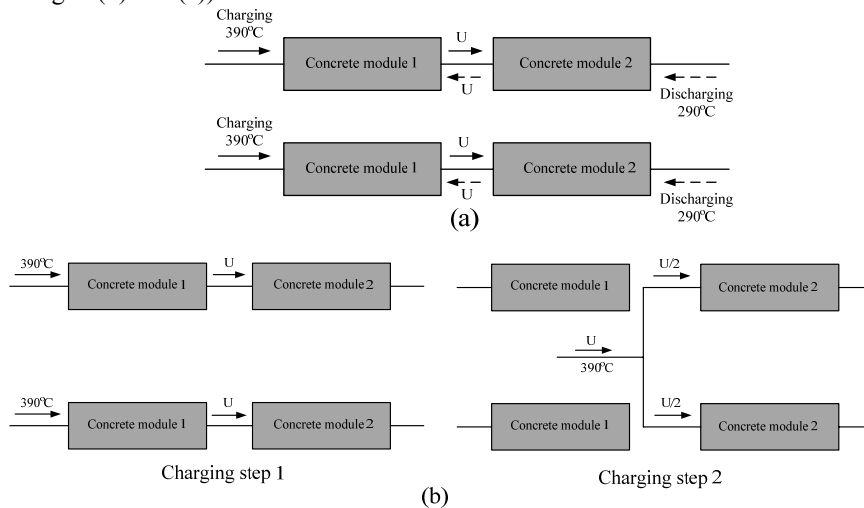 Charging
390°C
U
Concrete module 1
Concrete module 2
U
Discharging
290°C
Charging
390°C
U
Concrete module 1
Concrete module 2
U
Discharging
290°C
(a)
390°C
U
Concrete module 1
Concrete module 2
390°C
U
Concrete module 1
Concrete module 2
Charging step 1
U/2
Concrete module 1
Concrete module 2
U
390°C
U/2
Concrete module 1
Concrete module 2
Charging step 2
(b)